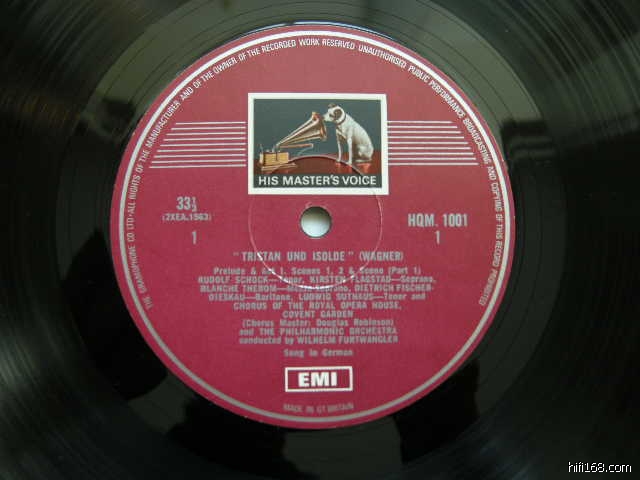 THE GRAMOPHONE CO LTD · ALL RIGHTS OF THE MANUFACTURER AND OF THE OWNER OF THE RECORDED WORK RESERVED · UNAUTHORISED PUBLIC PERFORMANCE BROADCASTING AND COPYING OF THIS RECORD PROHIBITED
HIS MASTER'S VOICE
33⅓
(2XEA.1563)
1
HQM. 1001
1
"TRISTAN UND ISOLDE" (WAGNER)
Prelude & Act 1. Scenes 1, 2 & Scene (Part 1)
RUDOLF SCHOCK—Tenor, KIRSTEN FLAGSTAD—Soprano,
BLANCHE THEBOM—Mezzo-Soprano, DIETRICH FISCHER-
DIESKAU—Baritone, LUDWIG SUTHAUS—Tenor and
CHORUS OF THE ROYAL OPERA HOUSE,
COVENT GARDEN
(Chorus Master: Douglas Robinson)
and THE PHILHARMONIC ORCHESTRA
conducted by WILHELM FURTWANGLER
Sung in German
EMI
MADE IN GT BRITAIN
hifi168.com